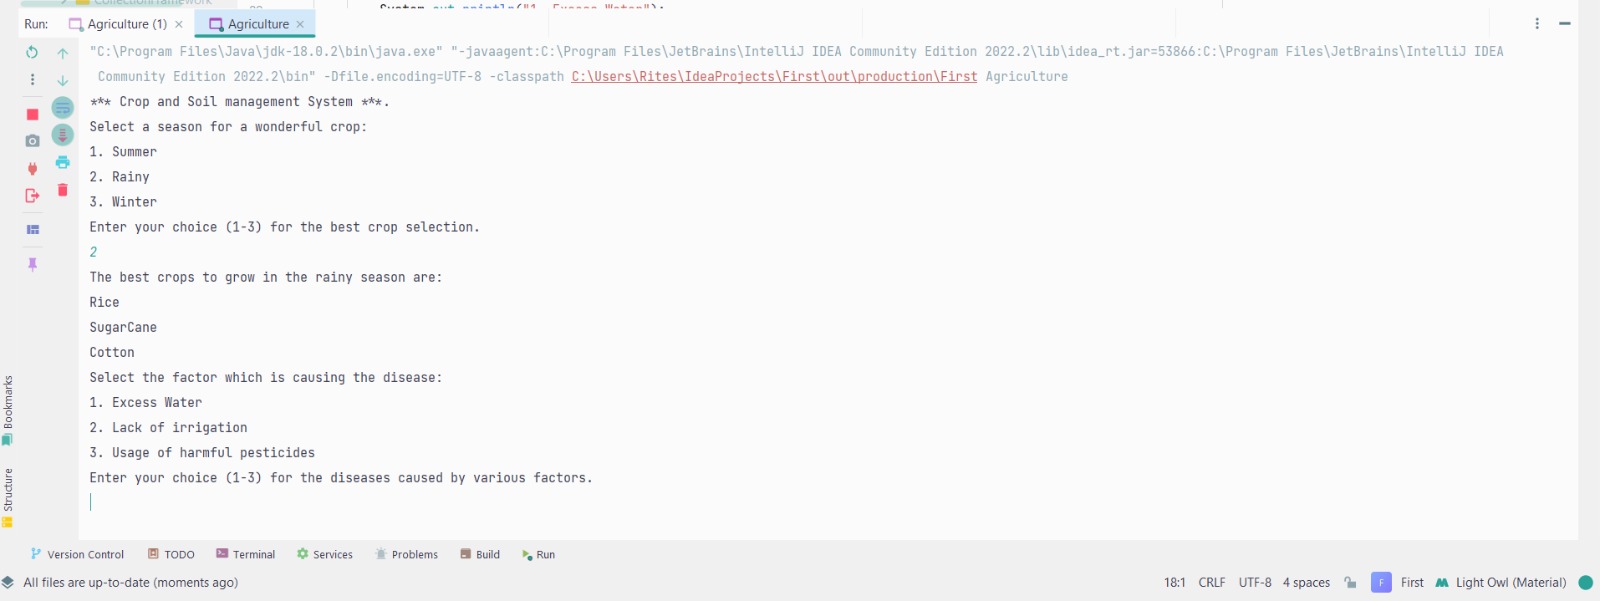 CollectionFramework
System.out.println("1. Excess Water");
Run: Agriculture (1) × Agriculture ×
"C:\Program Files\Java\jdk-18.0.2\bin\java.exe" "-javaagent:C:\Program Files\JetBrains\IntelliJ IDEA Community Edition 2022.2\lib\idea_rt.jar=53866:C:\Program Files\JetBrains\IntelliJ IDEA
Community Edition 2022.2\bin" -Dfile.encoding=UTF-8 -classpath C:\Users\Rites\IdeaProjects\First\out\production\First Agriculture
*** Crop and Soil management System ***.
Select a season for a wonderful crop:
1. Summer
2. Rainy
3. Winter
Enter your choice (1-3) for the best crop selection.
2
The best crops to grow in the rainy season are:
Rice
SugarCane
Cotton
Select the factor which is causing the disease:
1. Excess Water
2. Lack of irrigation
3. Usage of harmful pesticides
Enter your choice (1-3) for the diseases caused by various factors.
Bookmarks
Structure
Version Control TODO Terminal Services Problems Build Run
All files are up-to-date (moments ago) 18:1 CRLF UTF-8 4 spaces F First Light Owl (Material)